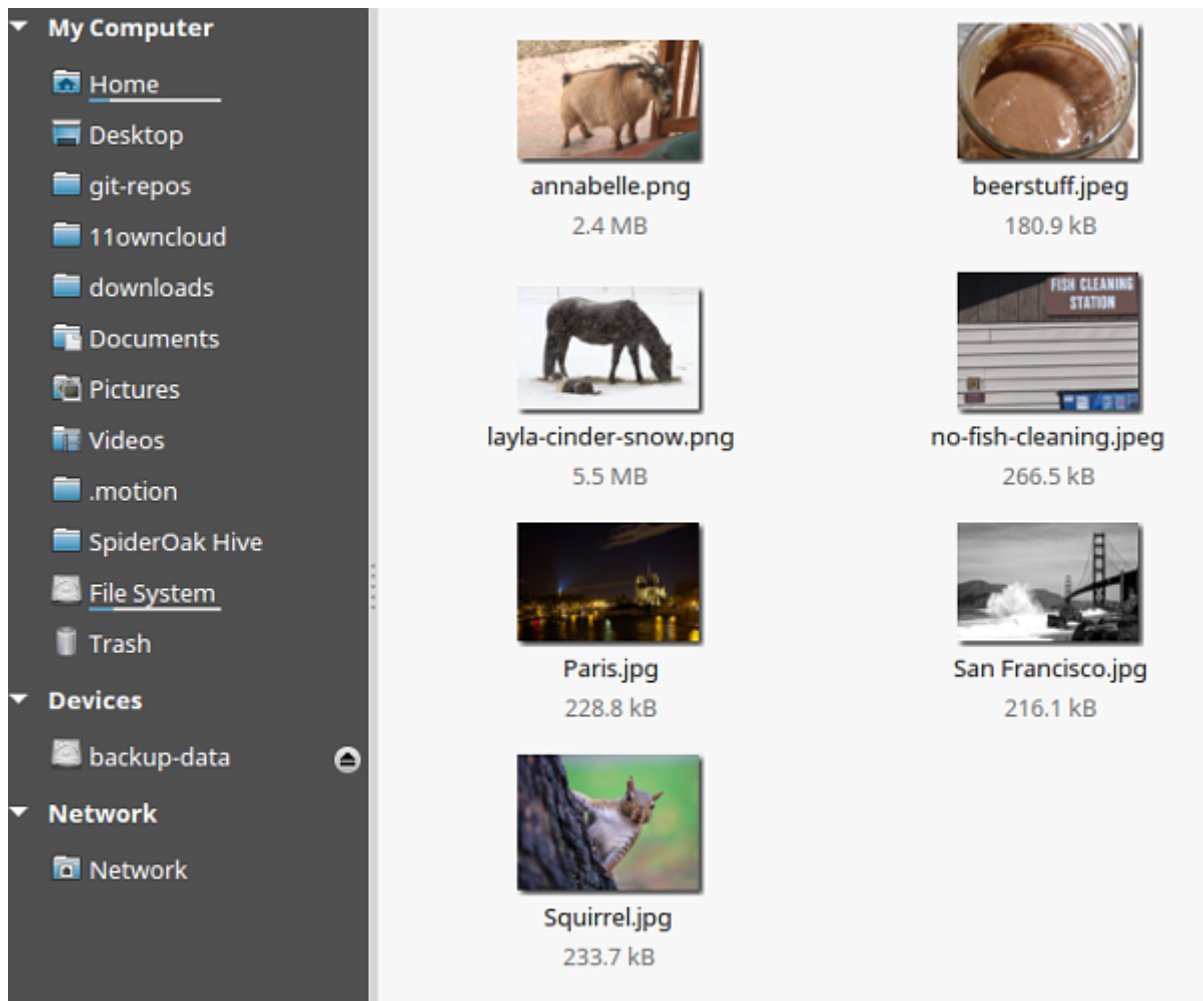 My Computer
Home
Desktop
git-repos
11owncloud
downloads
Documents
Pictures
Videos
.motion
SpiderOak Hive
File System
Trash
Devices
backup-data
Network
Network
annabelle.png
2.4 MB
beerstuff.jpeg
180.9 kB
FISH CLEANING
STATION
layla-cinder-snow.png
5.5 MB
no-fish-cleaning.jpeg
266.5 kB
Paris.jpg
228.8 kB
San Francisco.jpg
216.1 kB
Squirrel.jpg
233.7 kB